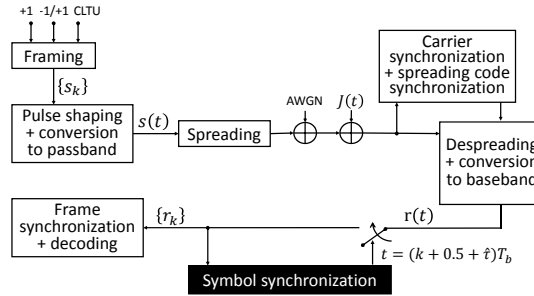 +1 -1/+1 CLTU
Framing
{s_k}
Pulse shaping
+ conversion
to passband
s(t)
Spreading
AWGN
J(t)
Carrier
synchronization
+ spreading code
synchronization
Despreading
+ conversion
to baseband
r(t)
t = (k + 0.5 + τ̂)T_b
Symbol synchronization
{r_k}
Frame
synchronization
+ decoding